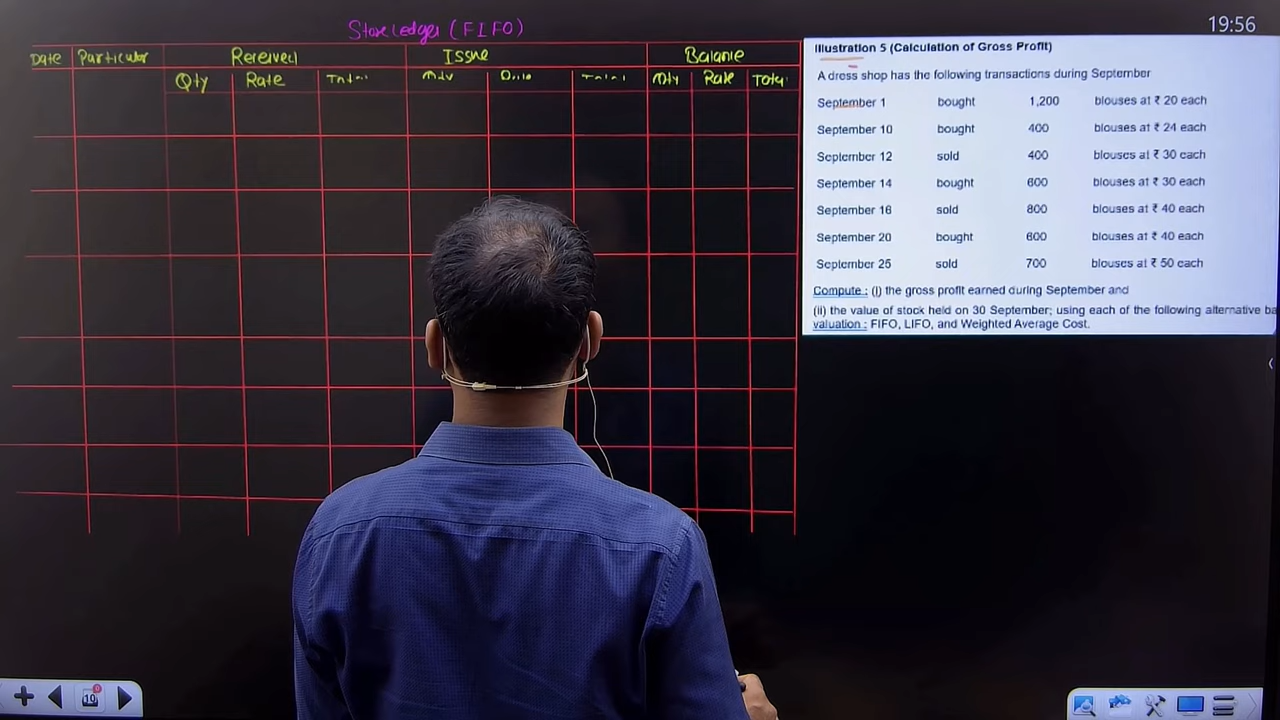 19:56
Store Ledger (FIFO)
Date Particular Received Issue Balance
Qty Rate Total Qty Rate Total Qty Rate Total
Illustration 5 (Calculation of Gross Profit)
A dress shop has the following transactions during September
September 1 bought 1,200 blouses at ₹ 20 each
September 10 bought 400 blouses at ₹ 24 each
September 12 sold 400 blouses at ₹ 30 each
September 14 bought 600 blouses at ₹ 30 each
September 16 sold 800 blouses at ₹ 40 each
September 20 bought 600 blouses at ₹ 40 each
September 25 sold 700 blouses at ₹ 50 each
Compute : (i) the gross profit earned during September and
(ii) the value of stock held on 30 September; using each of the following alternative ba
valuation : FIFO, LIFO, and Weighted Average Cost.
10